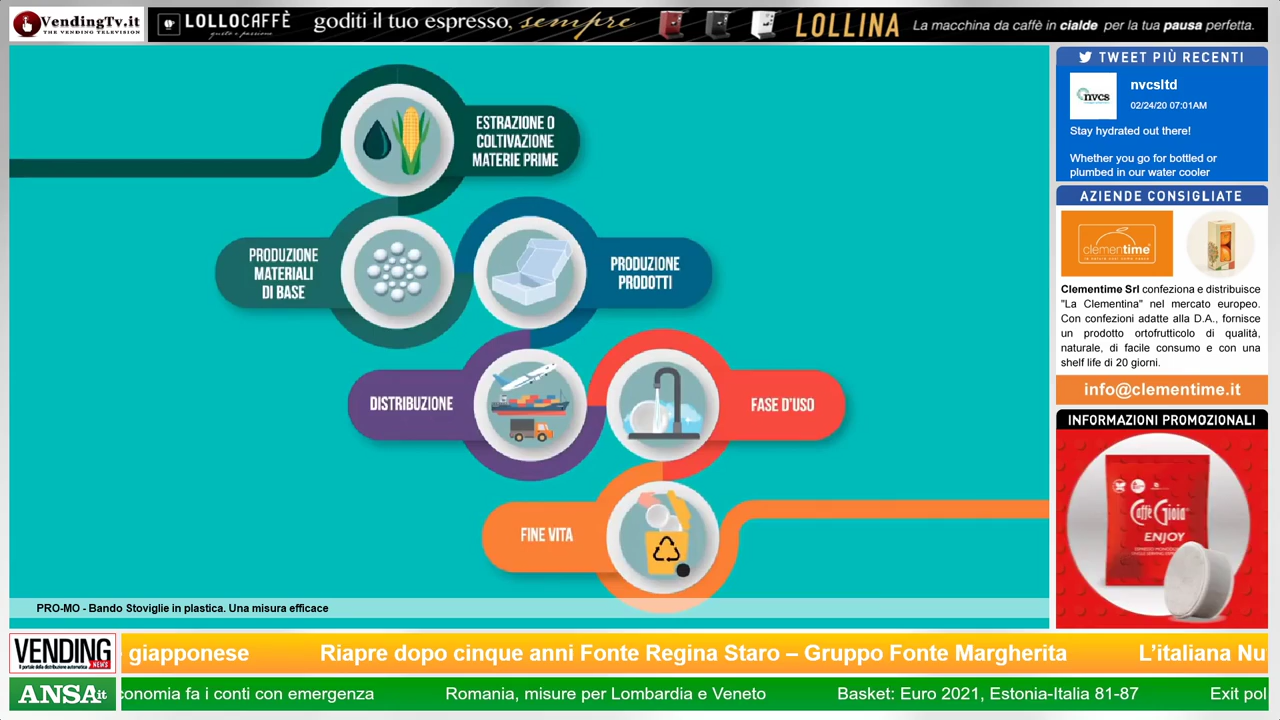 VendingTv.it
THE VENDING TELEVISION
LOLLOCAFFÈ
gusto e passione
goditi il tuo espresso, sempre
LOLLINA
La macchina da caffè in cialde per la tua pausa perfetta.
ESTRAZIONE O
COLTIVAZIONE
MATERIE PRIME
PRODUZIONE
MATERIALI
DI BASE
PRODUZIONE
PRODOTTI
DISTRIBUZIONE
FASE D'USO
FINE VITA
PRO-MO - Bando Stoviglie in plastica. Una misura efficace
TWEET PIÙ RECENTI
nvcs
nvcsltd
02/24/20 07:01AM
Stay hydrated out there!
Whether you go for bottled or
plumbed in our water cooler
AZIENDE CONSIGLIATE
clementime
Clementime Srl confeziona e distribuisce
"La Clementina" nel mercato europeo.
Con confezioni adatte alla D.A., fornisce
un prodotto ortofrutticolo di qualità,
naturale, di facile consumo e con una
shelf life di 20 giorni.
info@clementime.it
INFORMAZIONI PROMOZIONALI
Caffè Gioia
ENJOY
VENDING
NEWS
Il portale della distribuzione automatica
giapponese Riapre dopo cinque anni Fonte Regina Staro – Gruppo Fonte Margherita L'italiana Nu
ANSA.it
conomia fa i conti con emergenza Romania, misure per Lombardia e Veneto Basket: Euro 2021, Estonia-Italia 81-87 Exit pol